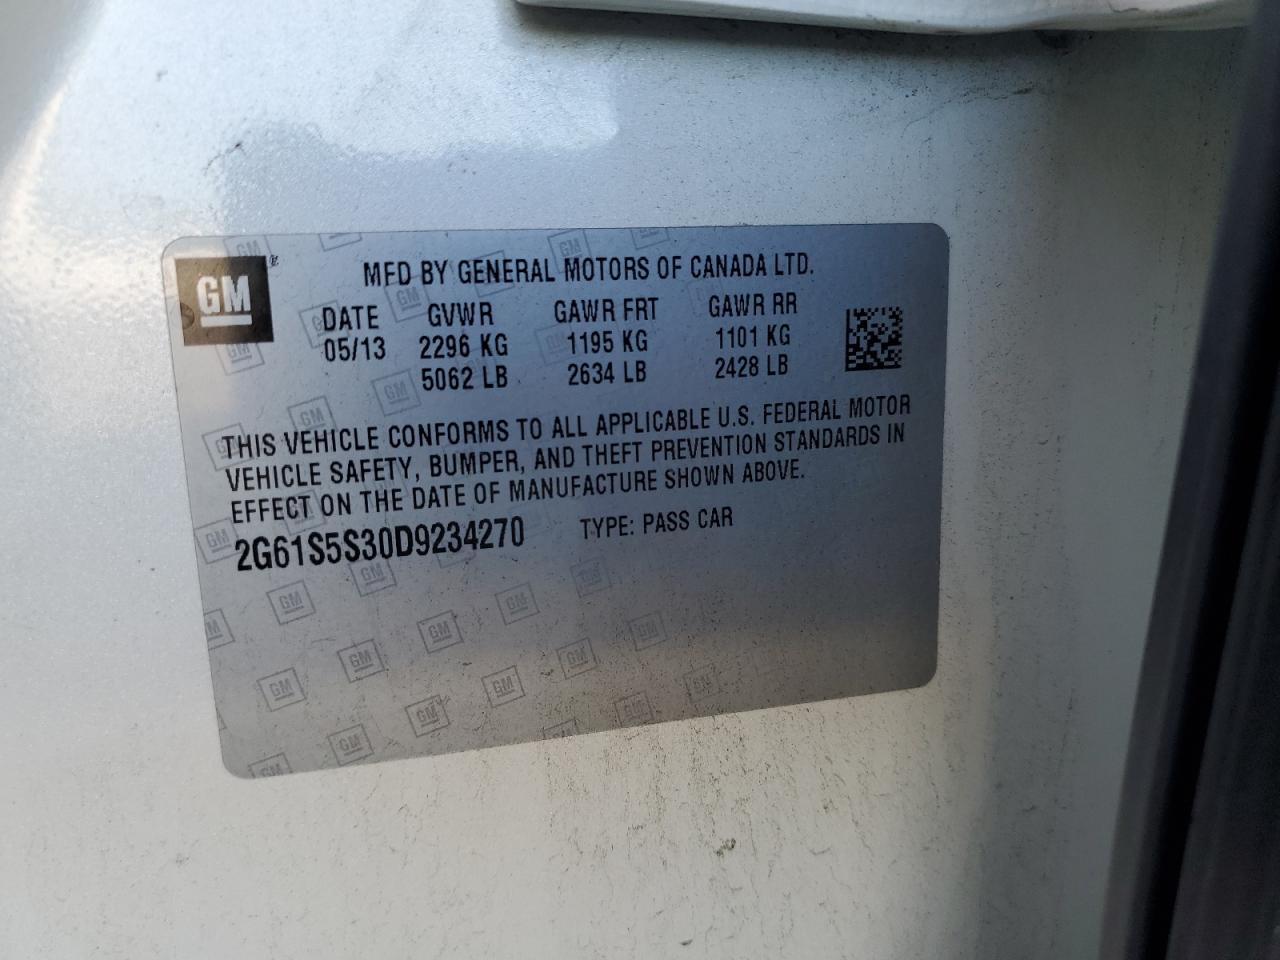 GM
MFD BY GENERAL MOTORS OF CANADA LTD.
DATE GVWR GAWR FRT GAWR RR
05/13 2296 KG 1195 KG 1101 KG
5062 LB 2634 LB 2428 LB
THIS VEHICLE CONFORMS TO ALL APPLICABLE U.S. FEDERAL MOTOR
VEHICLE SAFETY, BUMPER, AND THEFT PREVENTION STANDARDS IN
EFFECT ON THE DATE OF MANUFACTURE SHOWN ABOVE.
2G61S5S30D9234270 TYPE: PASS CAR